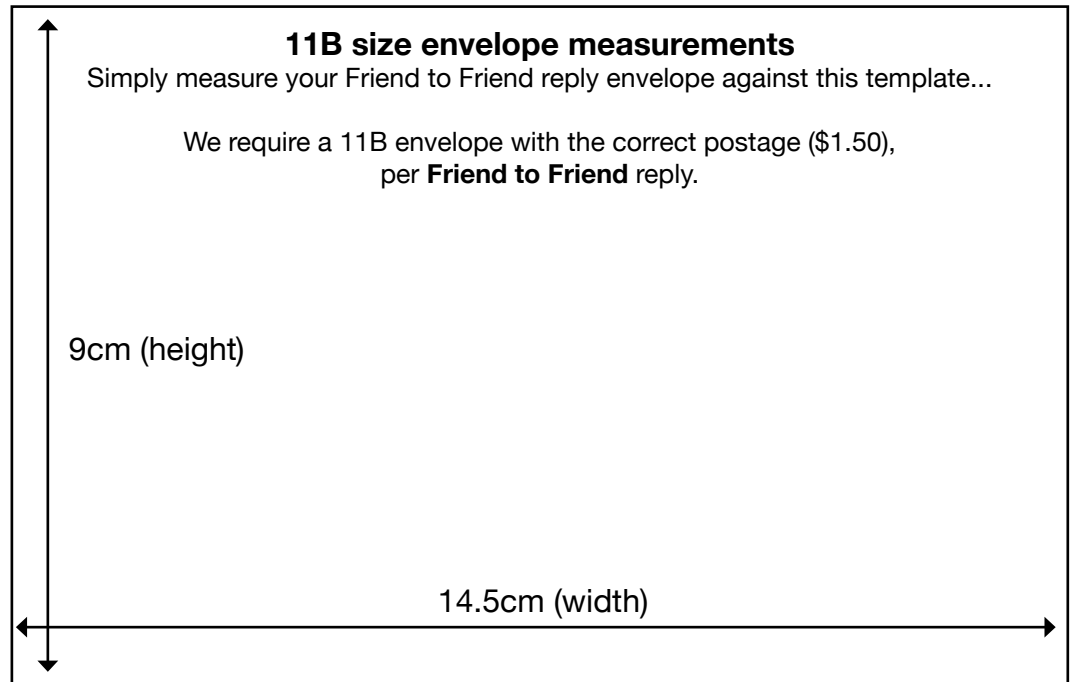 11B size envelope measurements
Simply measure your Friend to Friend reply envelope against this template...
We require a 11B envelope with the correct postage ($1.50),
per Friend to Friend reply.
9cm (height)
14.5cm (width)